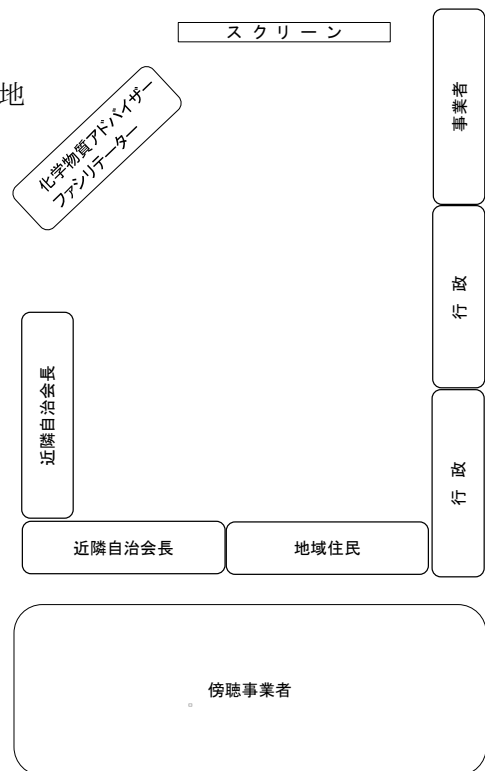 スクリーン
地
事業者
化学物質アドバイザー
ファシリテーター
行政
近隣自治会長
行政
近隣自治会長
地域住民
傍聴事業者
。